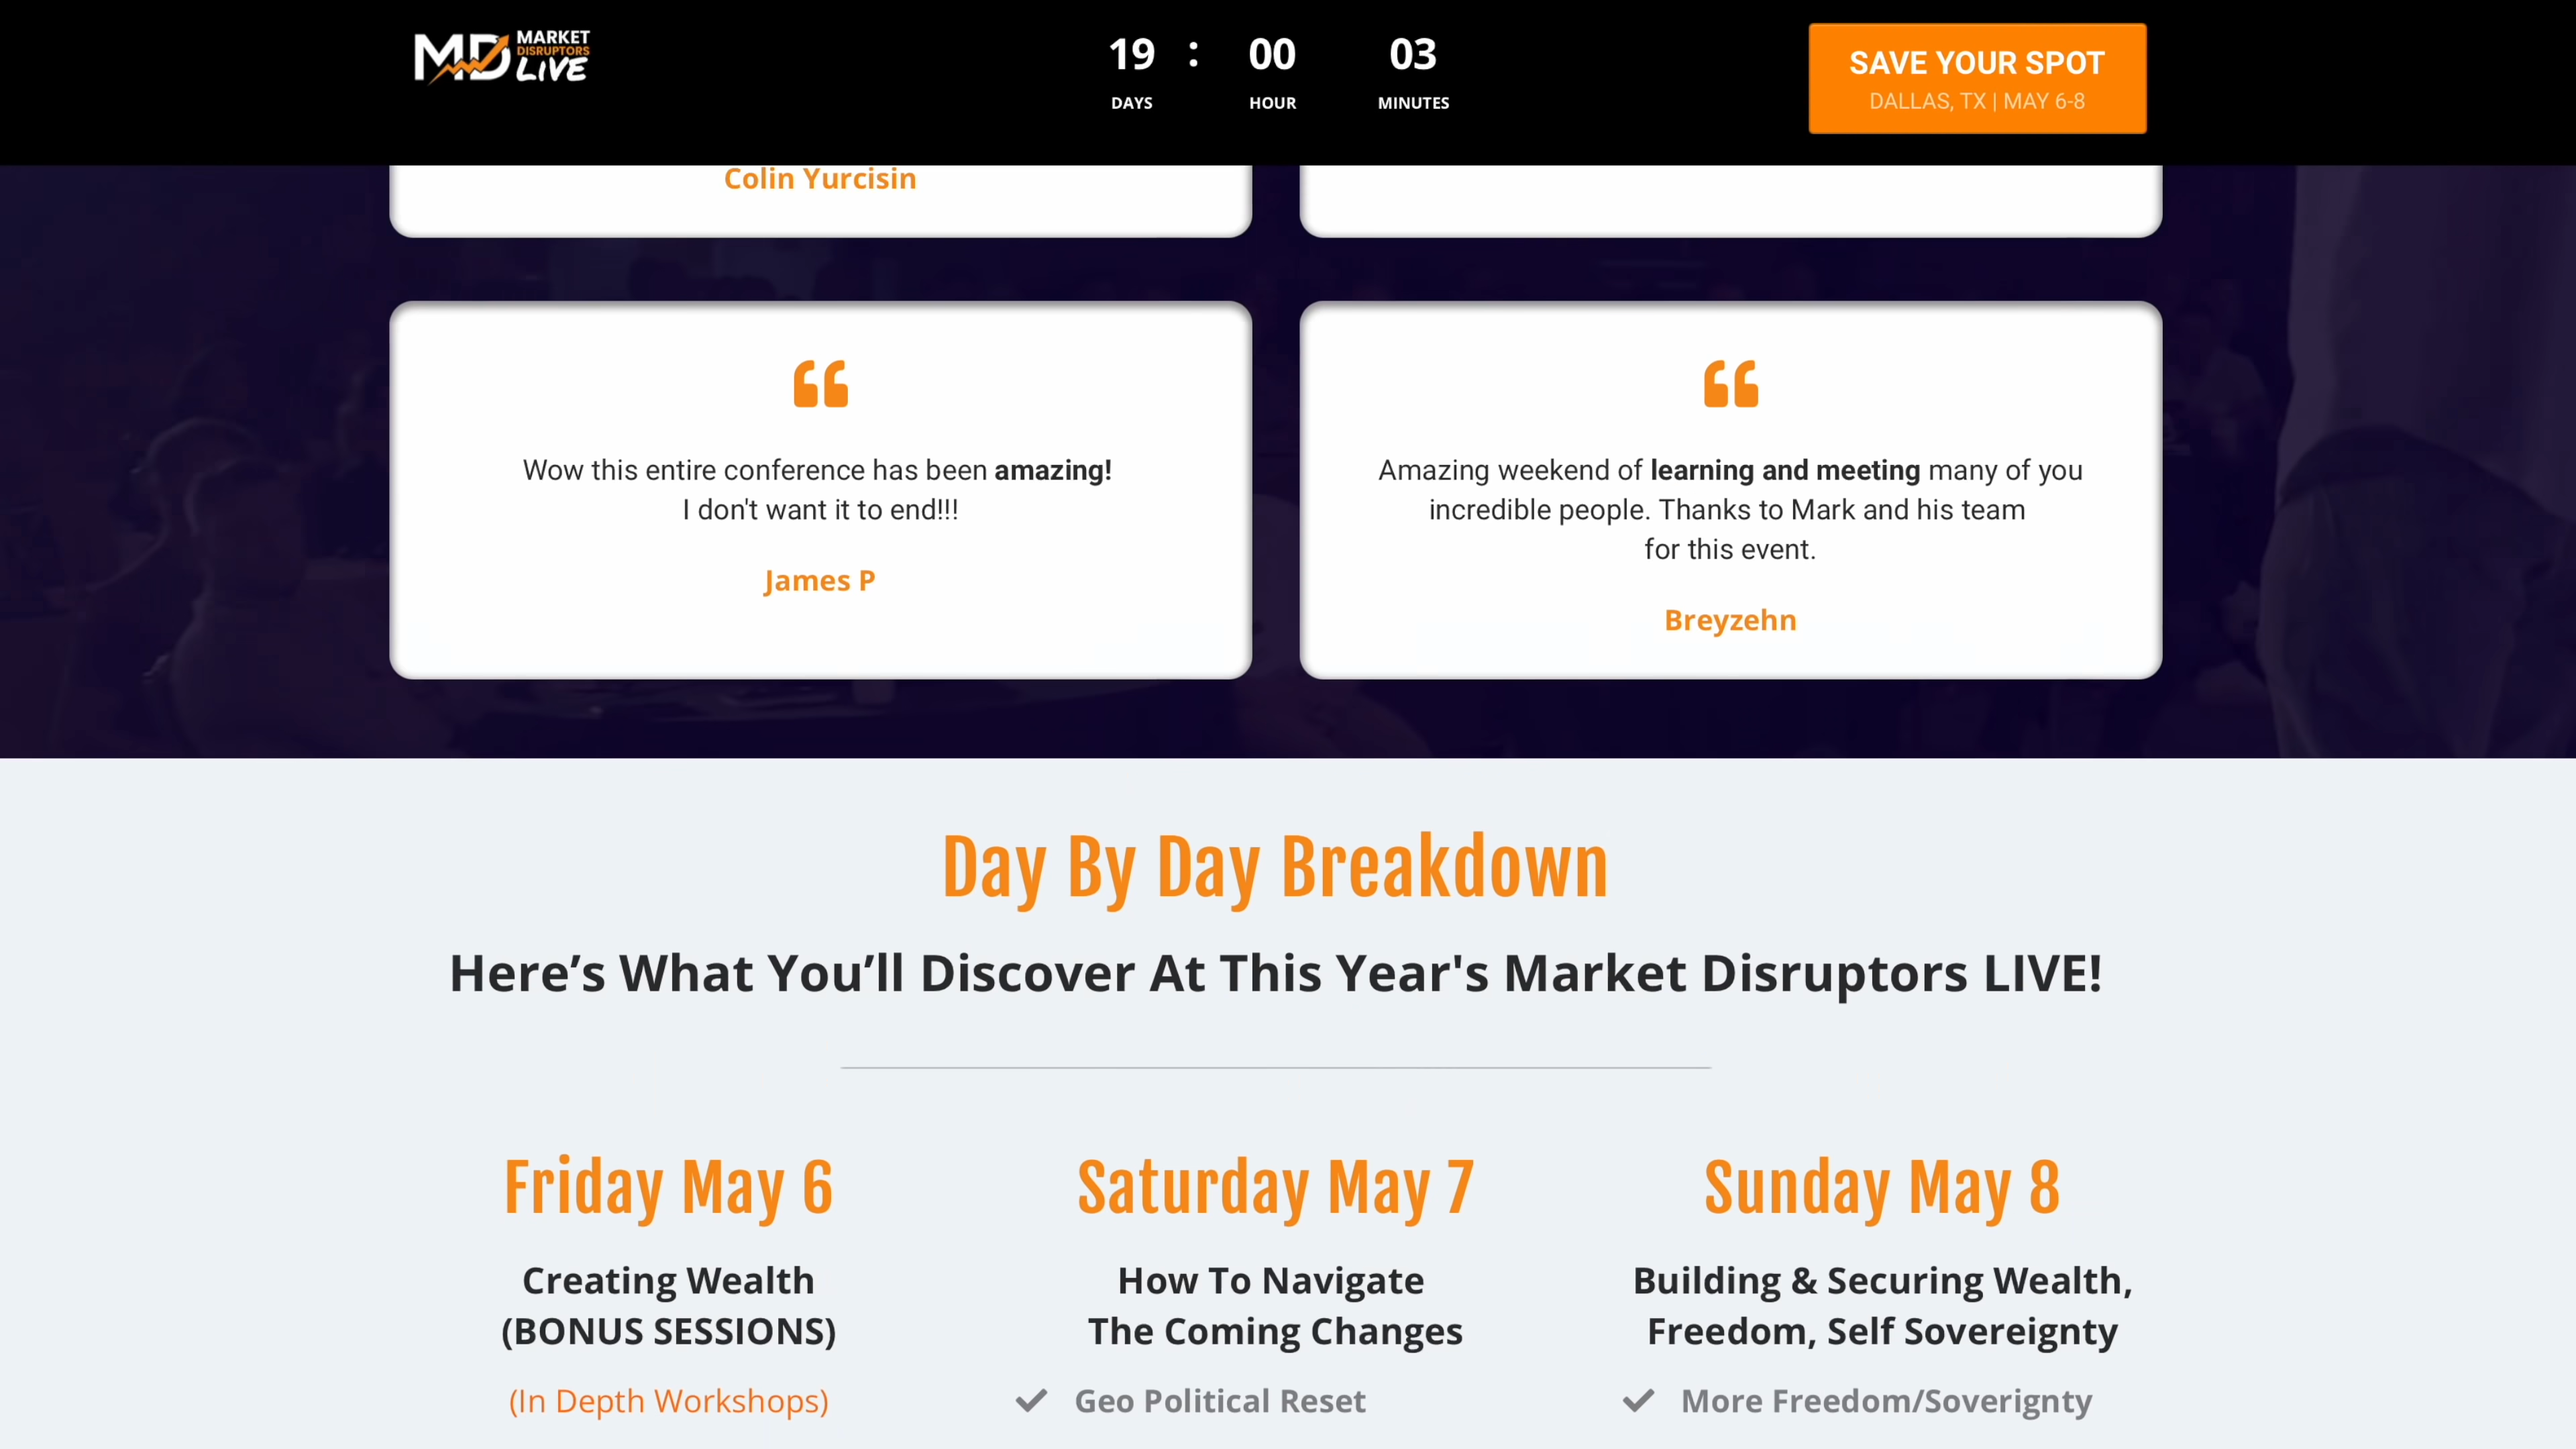 MD MARKET
DISRUPTORS
LIVE
19 : 00 03
DAYS HOUR MINUTES
SAVE YOUR SPOT
DALLAS, TX | MAY 6-8
Colin Yurcisin
Wow this entire conference has been amazing!
I don't want it to end!!!
James P
Amazing weekend of learning and meeting many of you
incredible people. Thanks to Mark and his team
for this event.
Breyzehn
Day By Day Breakdown
Here’s What You’ll Discover At This Year's Market Disruptors LIVE!
Friday May 6
Creating Wealth
(BONUS SESSIONS)
(In Depth Workshops)
Saturday May 7
How To Navigate
The Coming Changes
Geo Political Reset
Sunday May 8
Building & Securing Wealth,
Freedom, Self Sovereignty
More Freedom/Soverignty